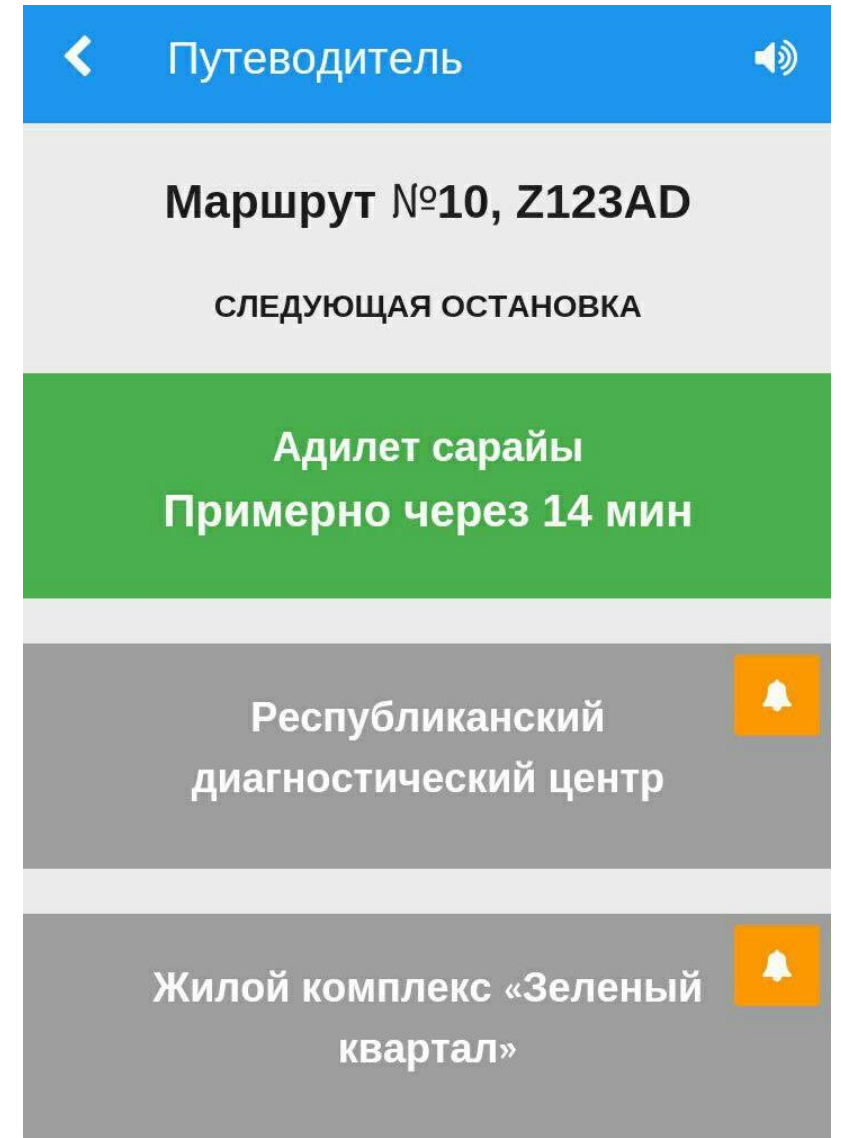 Путеводитель
Маршрут №10, Z123AD
СЛЕДУЮЩАЯ ОСТАНОВКА
Адилет сарайы
Примерно через 14 мин
Республиканский
диагностический центр
Жилой комплекс «Зеленый
квартал»